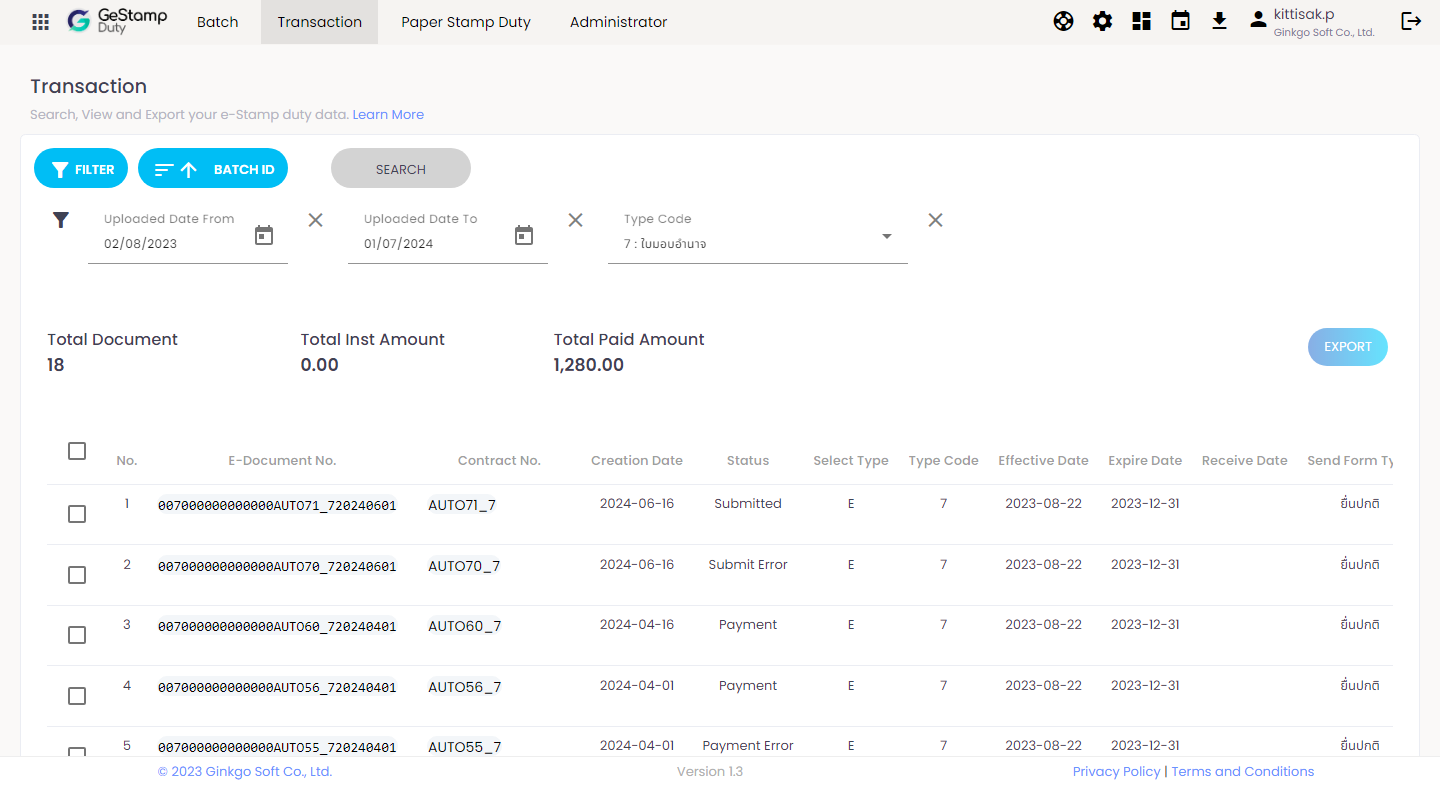 GeStamp Duty Batch Transaction Paper Stamp Duty Administrator kittisak.p
Ginkgo Soft Co., Ltd.
Transaction
Search, View and Export your e-Stamp duty data. Learn More
FILTER BATCH ID SEARCH
Uploaded Date From Uploaded Date To Type Code
02/08/2023 01/07/2024 7 : ใบมอบอำนาจ
Total Document Total Inst Amount Total Paid Amount
18 0.00 1,280.00
EXPORT
No. E-Document No. Contract No. Creation Date Status Select Type Type Code Effective Date Expire Date Receive Date Send Form Ty
1 007000000000000AUTO71_720240601 AUTO71_7 2024-06-16 Submitted E 7 2023-08-22 2023-12-31 ยื่นปกติ
2 007000000000000AUTO70_720240601 AUTO70_7 2024-06-16 Submit Error E 7 2023-08-22 2023-12-31 ยื่นปกติ
3 007000000000000AUTO60_720240401 AUTO60_7 2024-04-16 Payment E 7 2023-08-22 2023-12-31 ยื่นปกติ
4 007000000000000AUTO56_720240401 AUTO56_7 2024-04-01 Payment E 7 2023-08-22 2023-12-31 ยื่นปกติ
5 007000000000000AUTO55_720240401 AUTO55_7 2024-04-01 Payment Error E 7 2023-08-22 2023-12-31 ยื่นปกติ
© 2023 Ginkgo Soft Co., Ltd. Version 1.3 Privacy Policy | Terms and Conditions